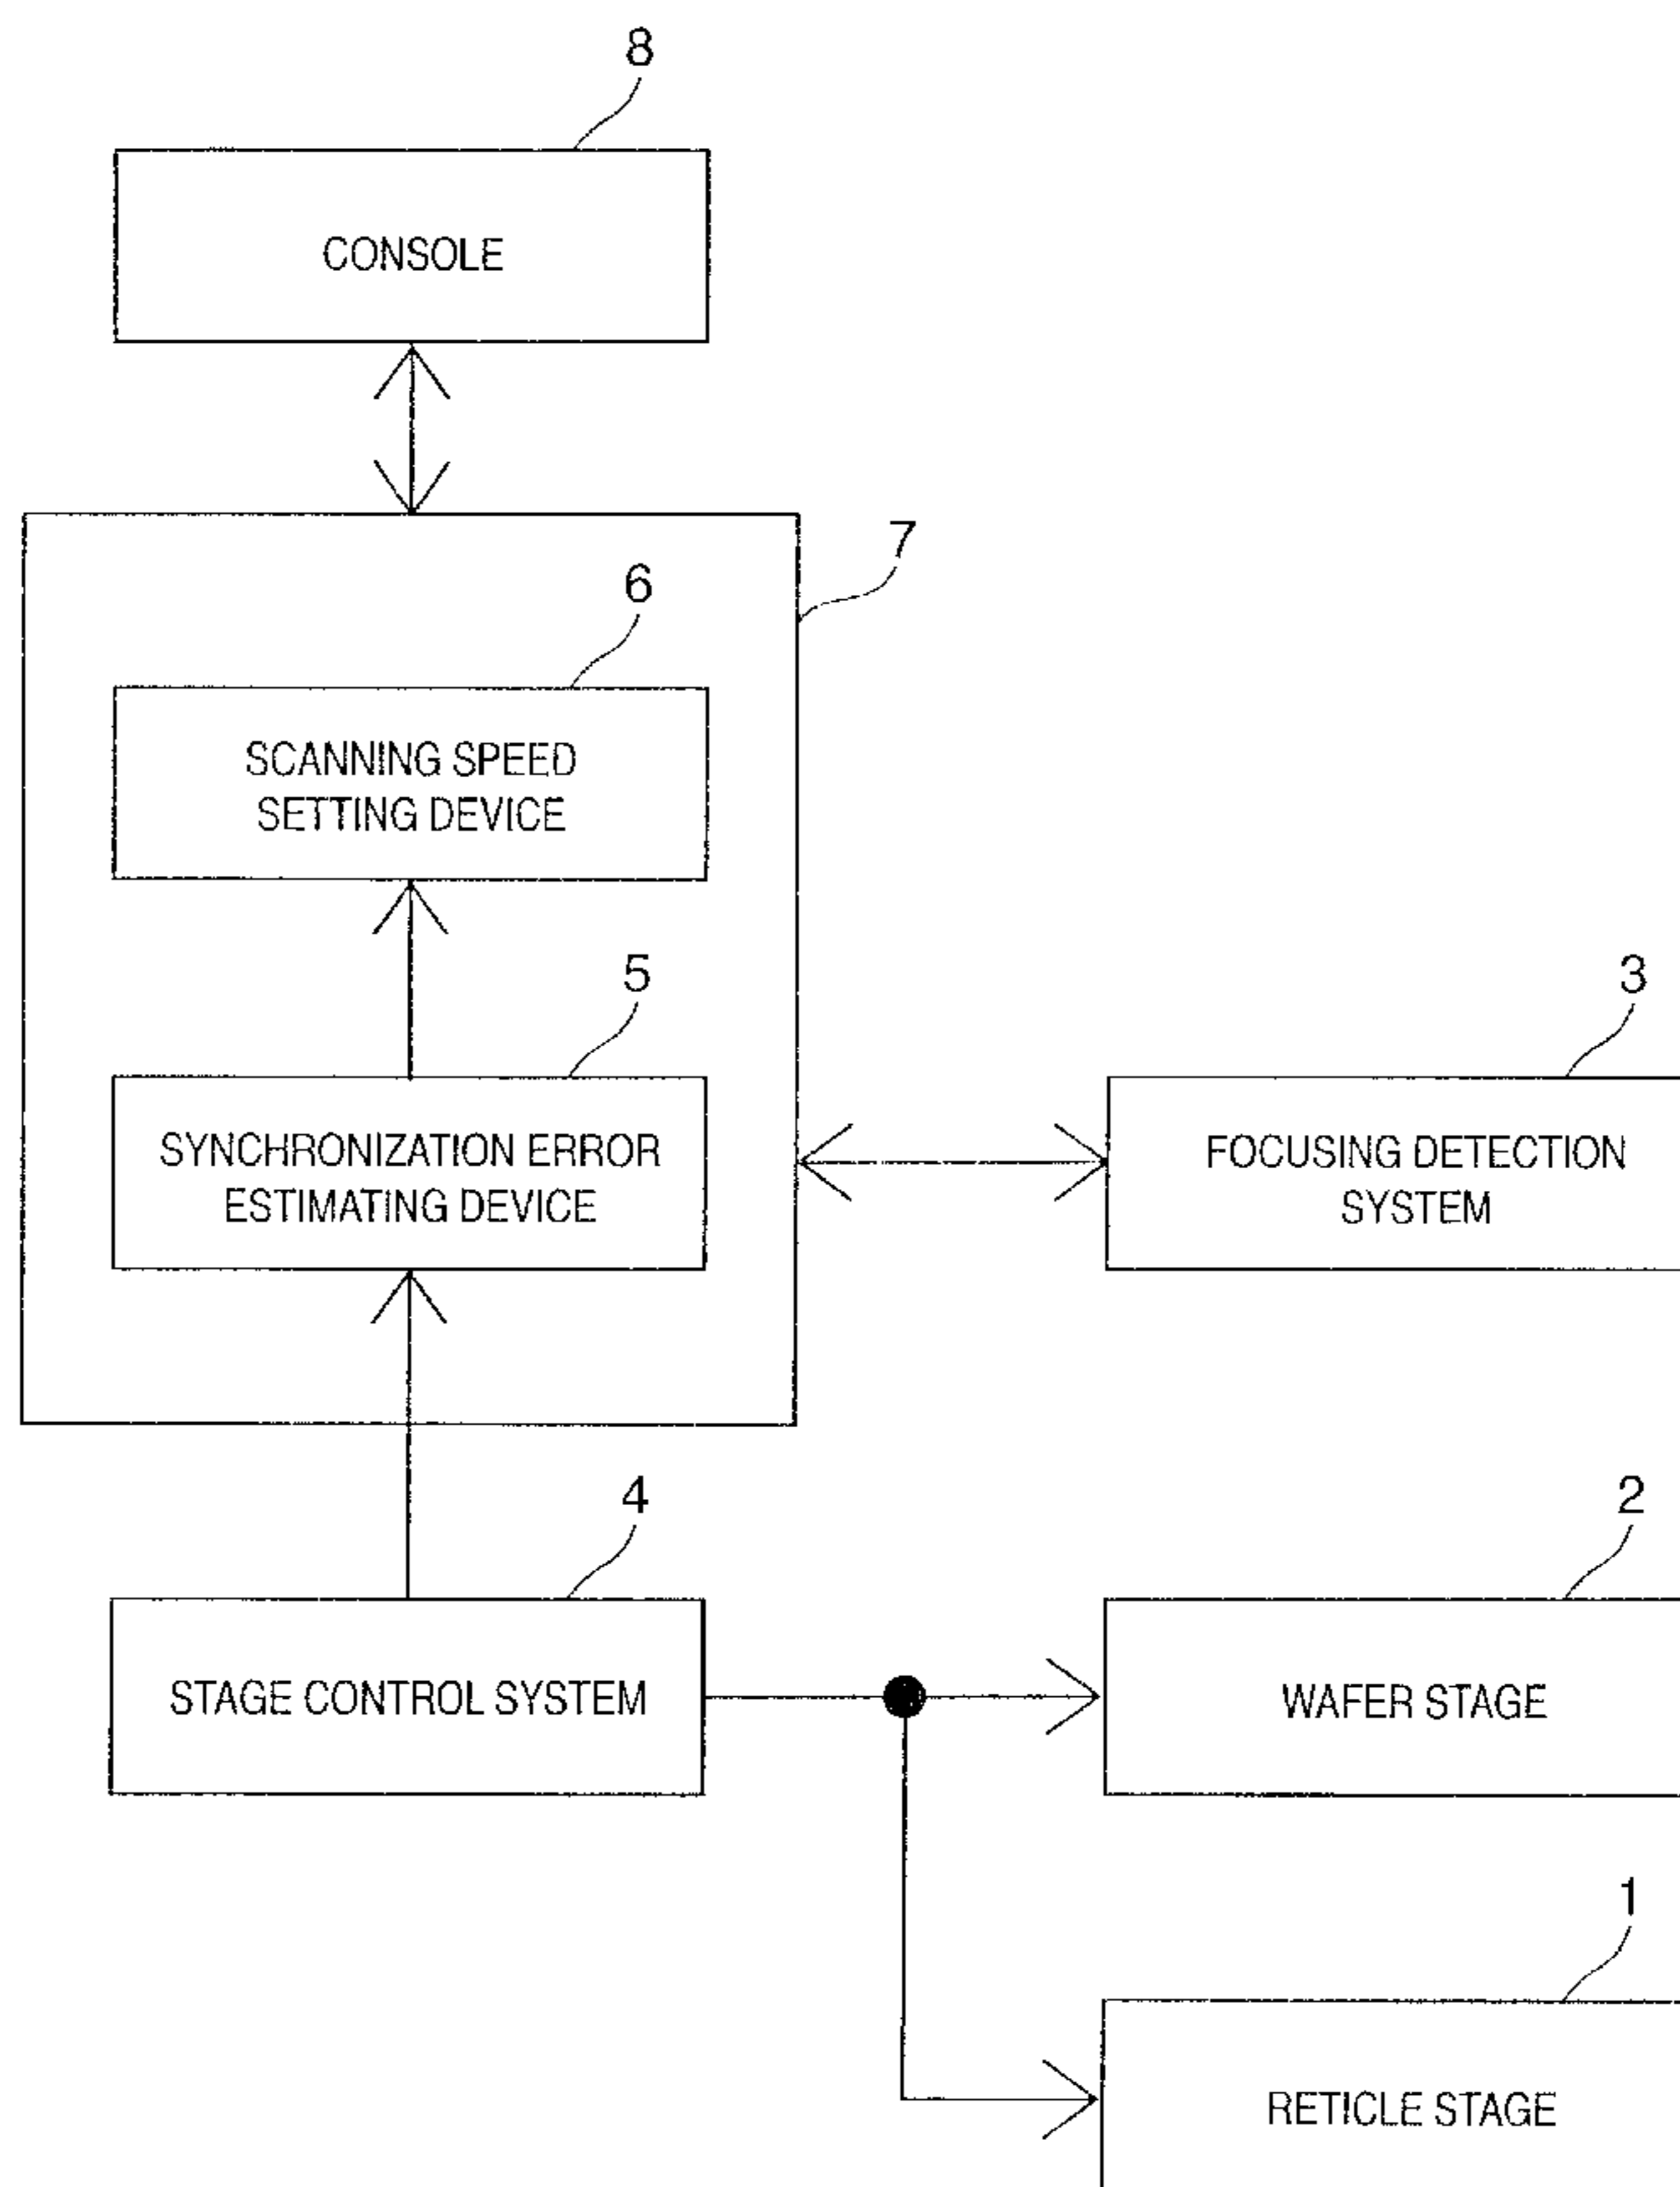 8
CONSOLE
7
6
SCANNING SPEED
SETTING DEVICE
5
SYNCHRONIZATION ERROR
ESTIMATING DEVICE
3
FOCUSING DETECTION
SYSTEM
4
STAGE CONTROL SYSTEM
2
WAFER STAGE
1
RETICLE STAGE